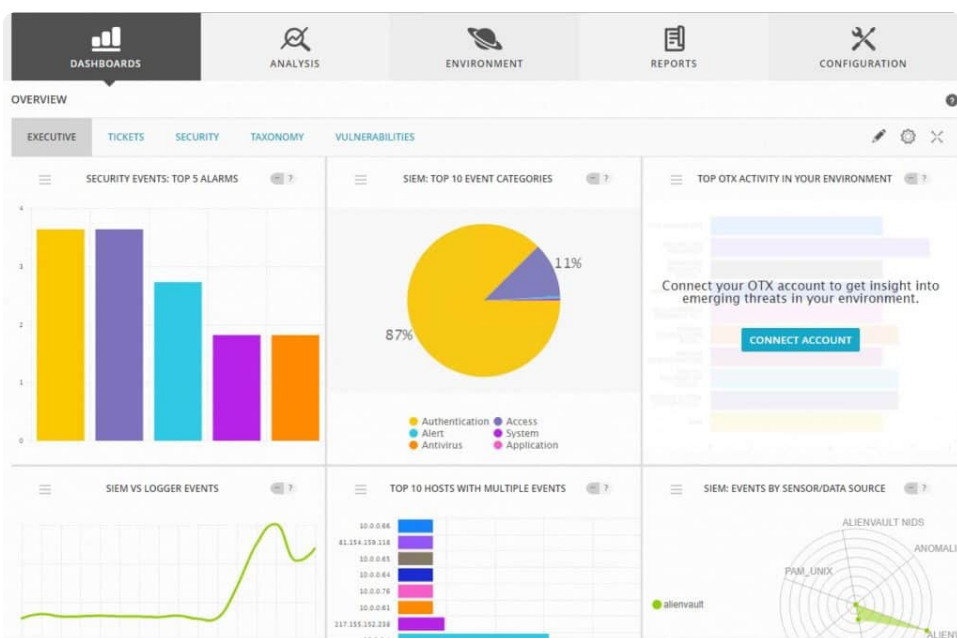 DASHBOARDS
ANALYSIS
ENVIRONMENT
REPORTS
CONFIGURATION
OVERVIEW
?
EXECUTIVE
TICKETS
SECURITY
TAXONOMY
VULNERABILITIES
SECURITY EVENTS: TOP 5 ALARMS
?
4
3
2
1
0
SIEM: TOP 10 EVENT CATEGORIES
?
11%
87%
Authentication
Access
Alert
System
Antivirus
Application
TOP OTX ACTIVITY IN YOUR ENVIRONMENT
?
Connect your OTX account to get insight into
emerging threats in your environment.
CONNECT ACCOUNT
SIEM VS LOGGER EVENTS
?
TOP 10 HOSTS WITH MULTIPLE EVENTS
?
81.154.159.118
10.0.0.65
10.0.0.64
10.0.0.76
10.0.0.61
217.155.152.238
SIEM: EVENTS BY SENSOR/DATA SOURCE
?
ALIENVAULT NIDS
ANOMALI
PAM_UNIX
alienvault
ALIENV